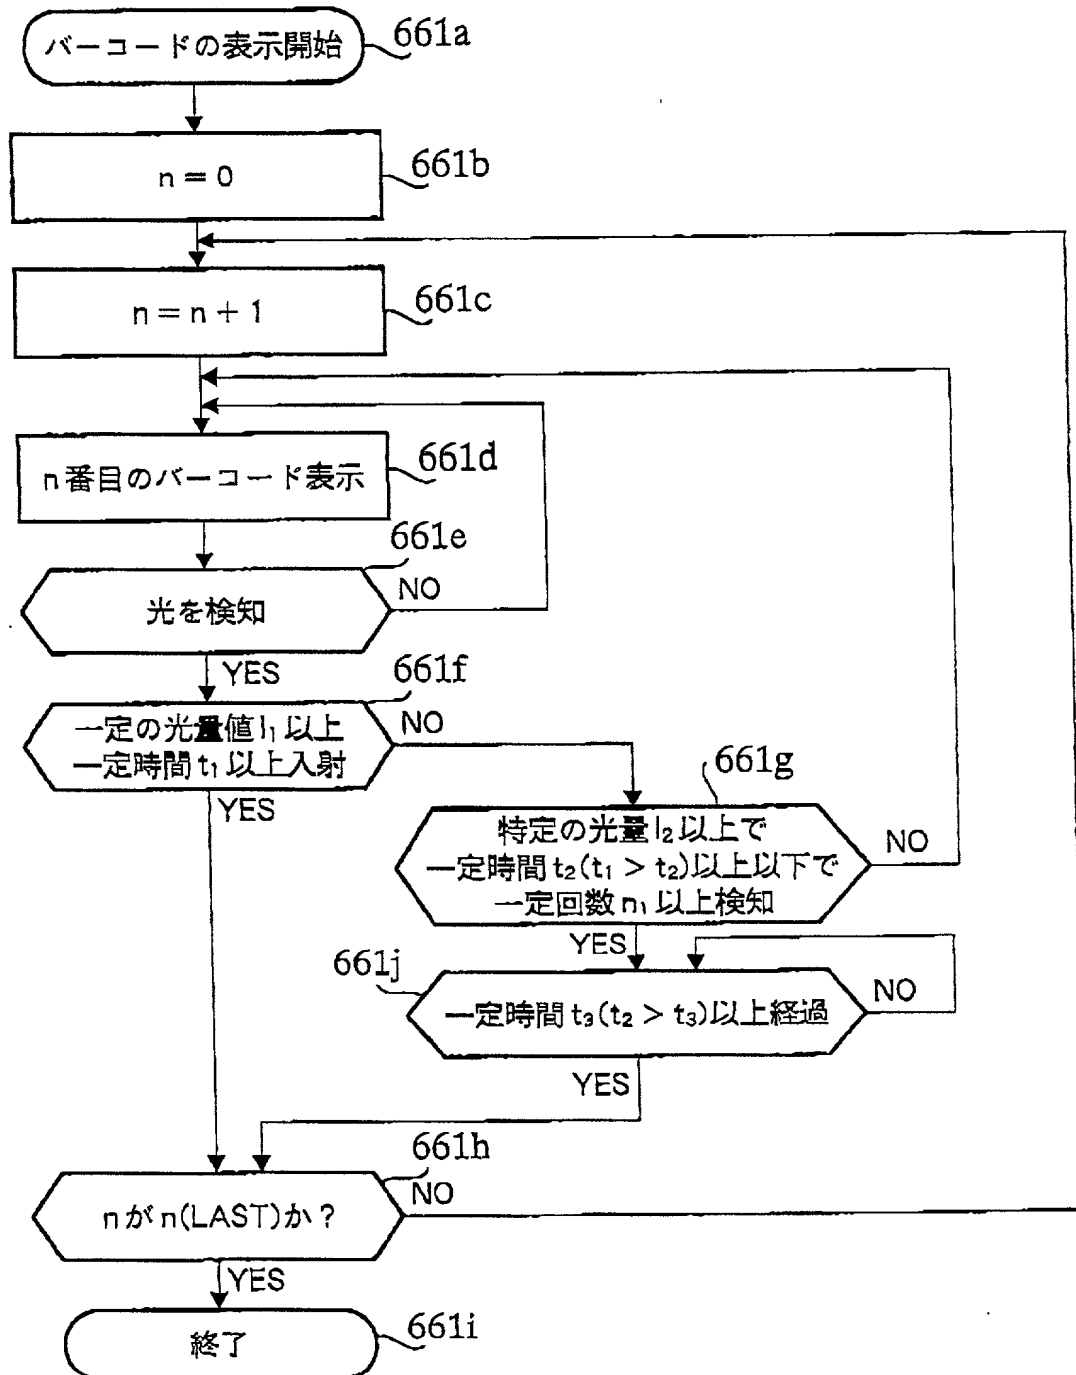 バーコードの表示開始
661a
n=0
661b
n=n+1
661c
n番目のバーコード表示
661d
661e
光を検知
NO
YES
661f
一定の光量値l₁以上
一定時間t₁以上入射
NO
YES
661g
特定の光量l₂以上で
一定時間t₂(t₁>t₂)以上以下で
一定回数n₁以上検知
NO
YES
661j
一定時間t₃(t₂>t₃)以上経過
NO
YES
661h
nがn(LAST)か?
NO
YES
終了
661i